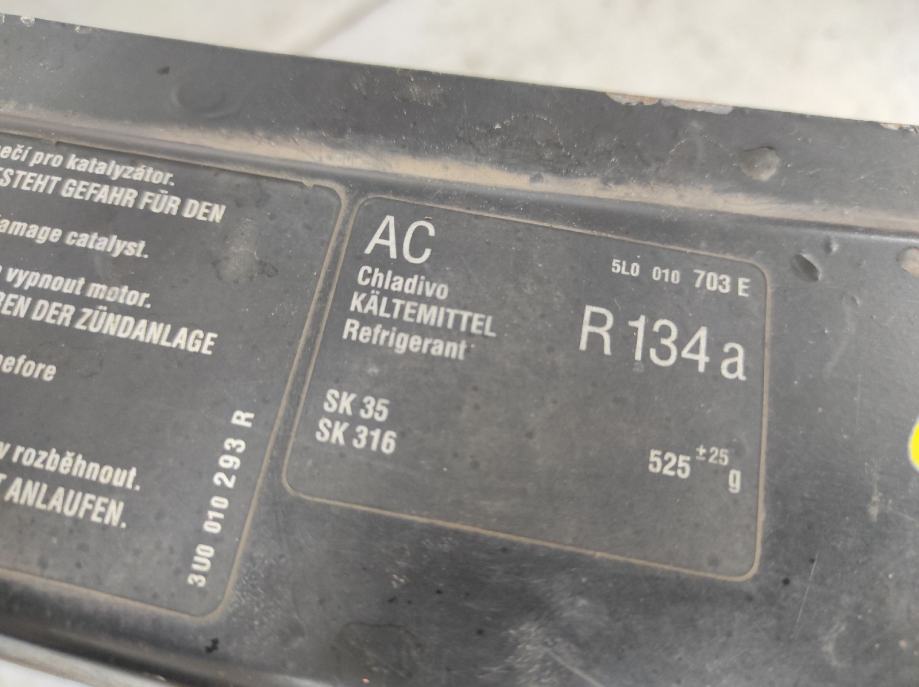 ečí pro katalyzátor.
STEHT GEFAHR FÜR DEN
amage catalyst.
vypnout motor.
EN DER ZÜNDANLAGE
efore
rozběhnout.
ANLAUFEN.
3U0 010 293 R
AC
5L0 010 703 E
Chladivo
KÄLTEMITTEL
Refrigerant
R 134 a
SK 35
SK 316
525 ±25 g